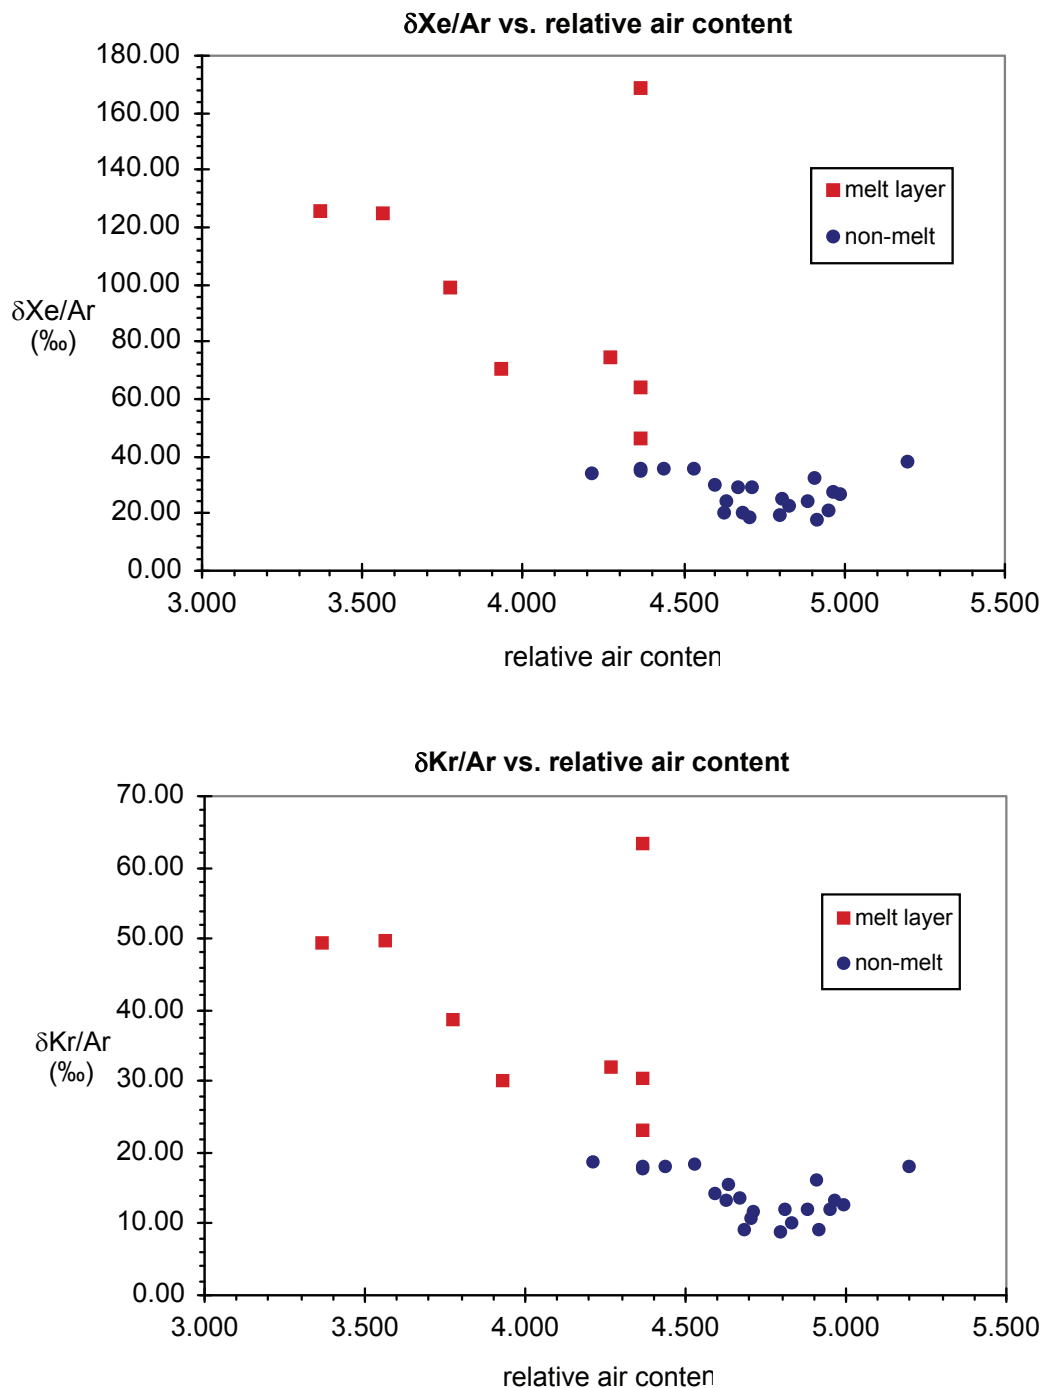 δXe/Ar vs. relative air content
180.00
160.00
140.00
120.00
100.00
80.00
60.00
40.00
20.00
0.00
δXe/Ar
(‰)
melt layer
non-melt
3.000 3.500 4.000 4.500 5.000 5.500
relative air conten
δKr/Ar vs. relative air content
70.00
60.00
50.00
40.00
30.00
20.00
10.00
0.00
δKr/Ar
(‰)
melt layer
non-melt
3.000 3.500 4.000 4.500 5.000 5.500
relative air conten